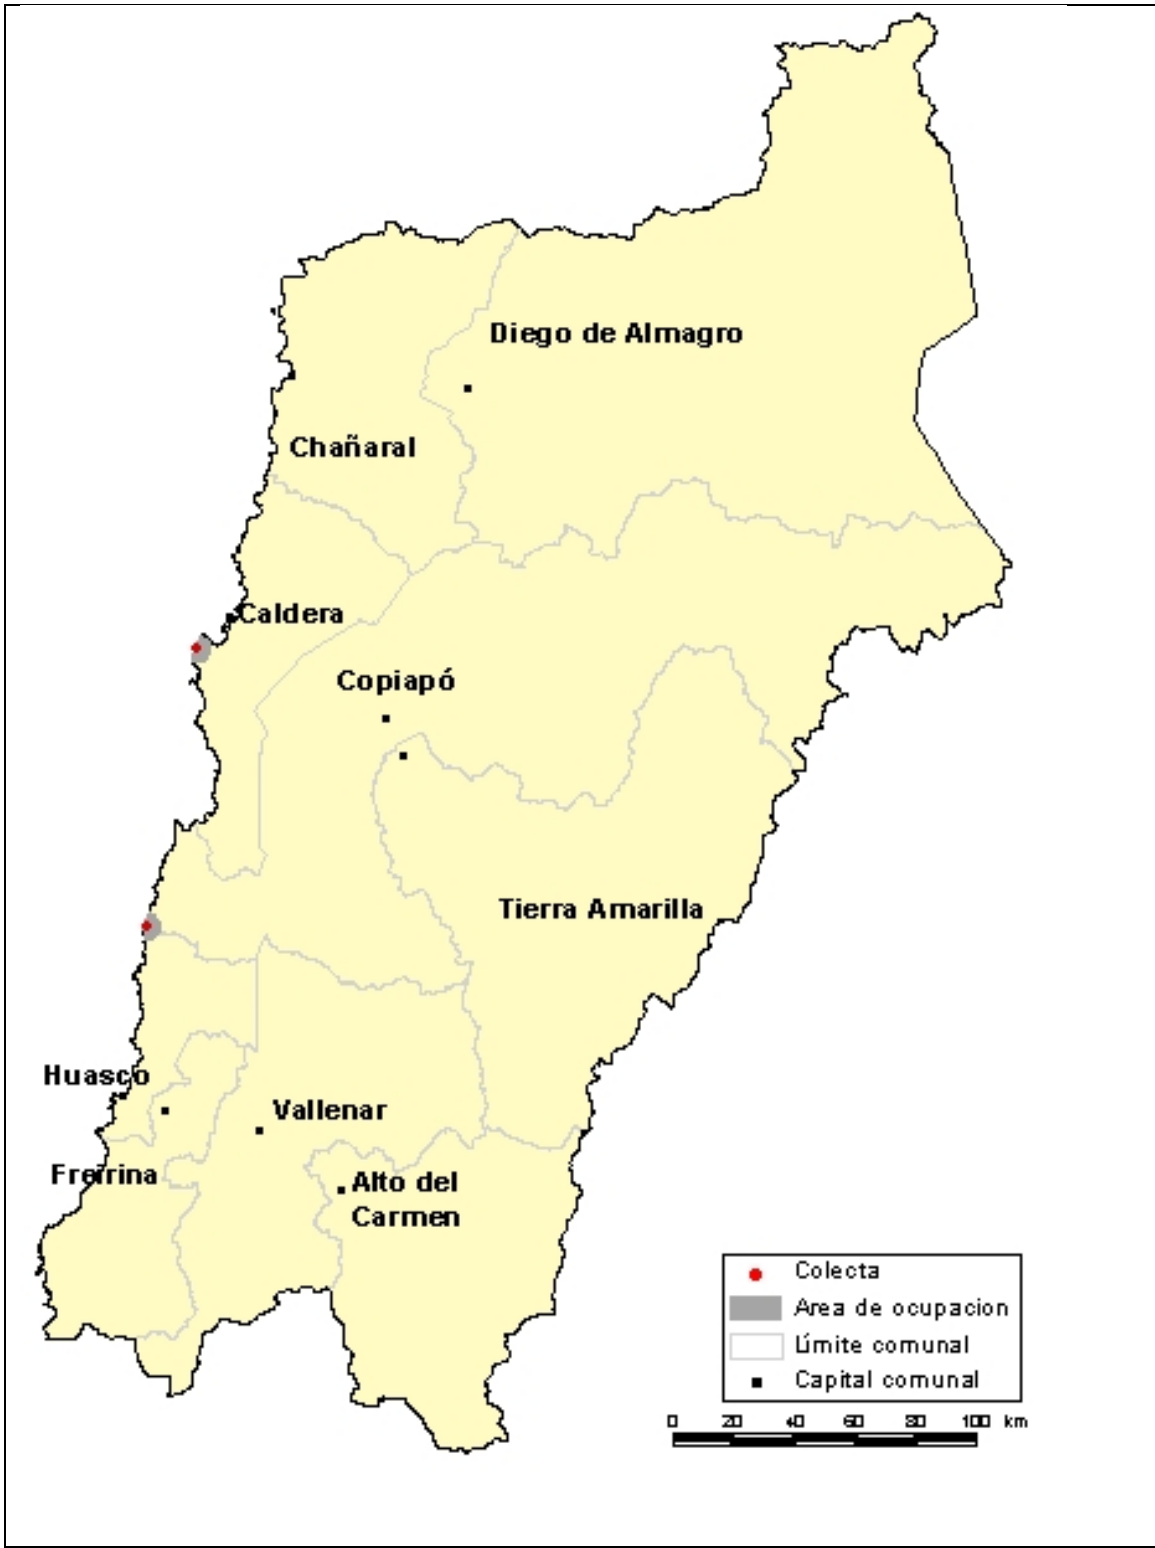 Diego de Almagro
Chañaral
Caldera
Copiapó
Tierra Amarilla
Huasco
Vallenar
Freirina
Alto del
Carmen
Colecta
Area de ocupacion
Límite comunal
Capital comunal
0 20 40 60 80 100 km